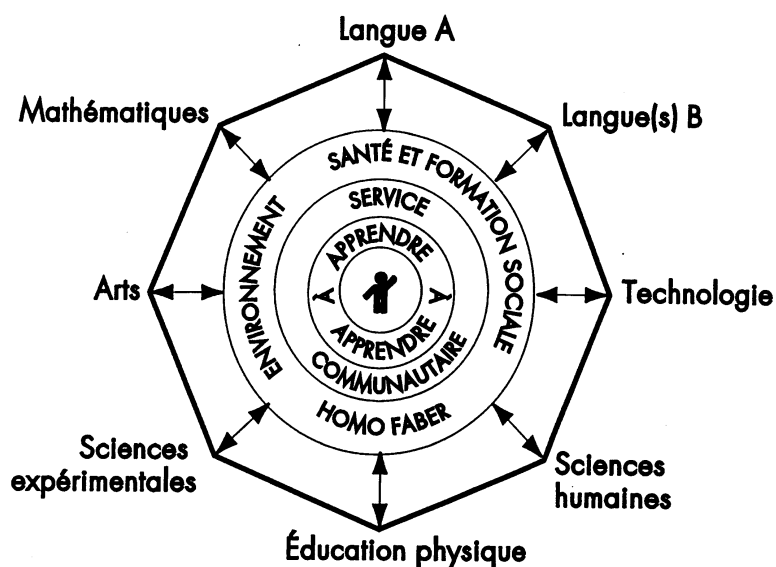 Langue A
Mathématiques
Langue(s) B
SANTÉ ET FORMATION SOCIALE
SERVICE
ENVIRONNEMENT
APPRENDRE
À
À
Arts
Technologie
APPRENDRE
COMMUNAUTAIRE
HOMO FABER
Sciences
expérimentales
Sciences
humaines
Éducation physique